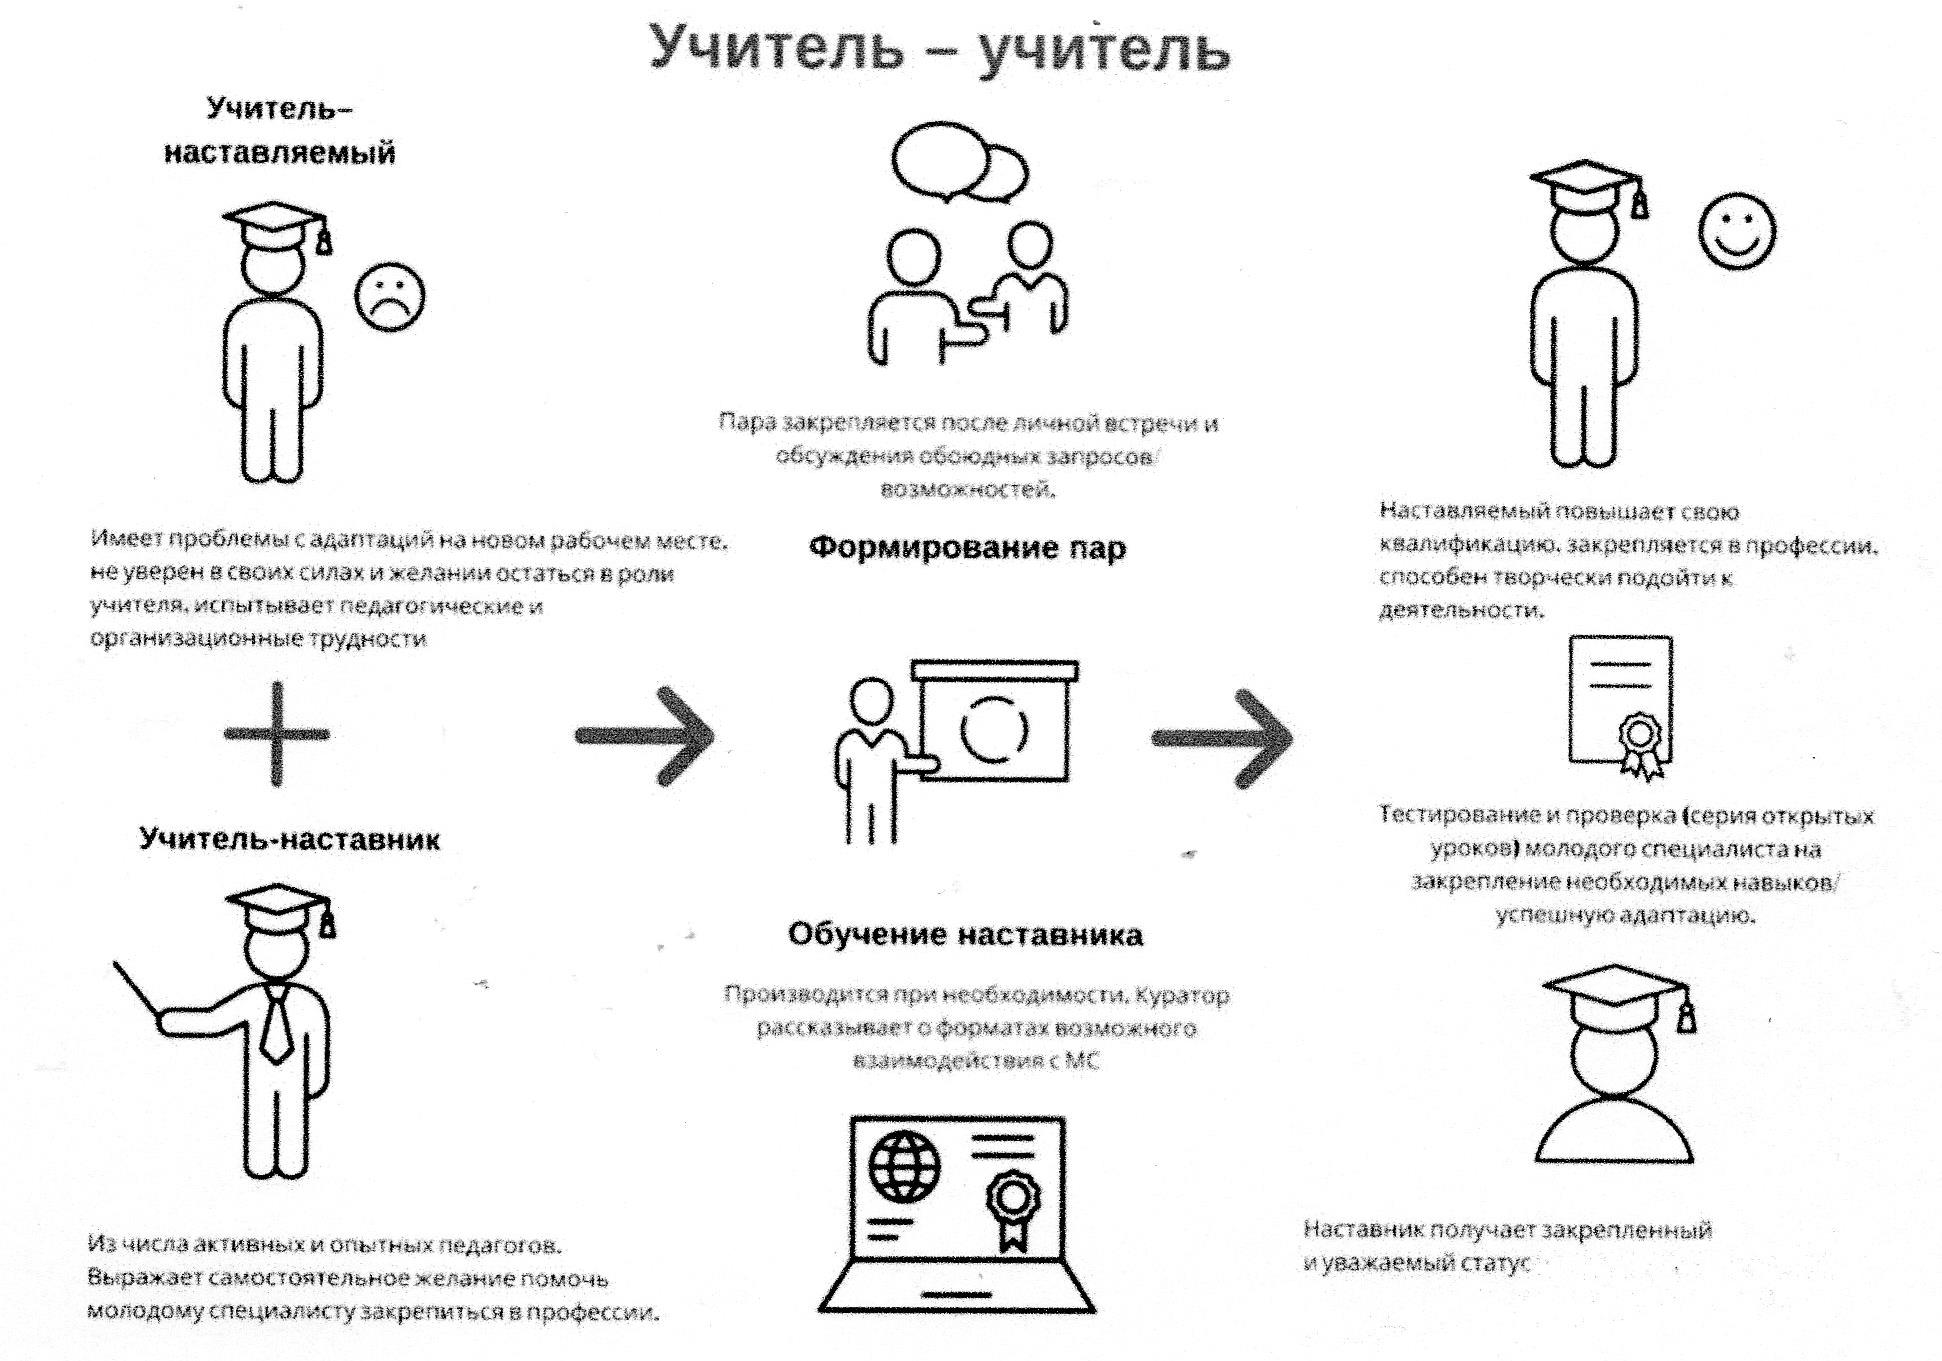 Учитель – учитель
Учитель–
наставляемый
Имеет проблемы с адаптаций на новом рабочем месте,
не уверен в своих силах и желании остаться в роли
учителя, испытывает педагогические и
организационные трудности
Учитель-наставник
Из числа активных и опытных педагогов.
Выражает самостоятельное желание помочь
молодому специалисту закрепиться в профессии.
Пара закрепляется после личной встречи и
обсуждения обоюдных запросов/
возможностей.
Формирование пар
Обучение наставника
Производится при необходимости. Куратор
рассказывает о форматах возможного
взаимодействия с МС
Наставляемый повышает свою
квалификацию, закрепляется в профессии,
способен творчески подойти к
деятельности.
Тестирование и проверка (серия открытых
уроков) молодого специалиста на
закрепление необходимых навыков/
успешную адаптацию.
Наставник получает закрепленный
и уважаемый статус